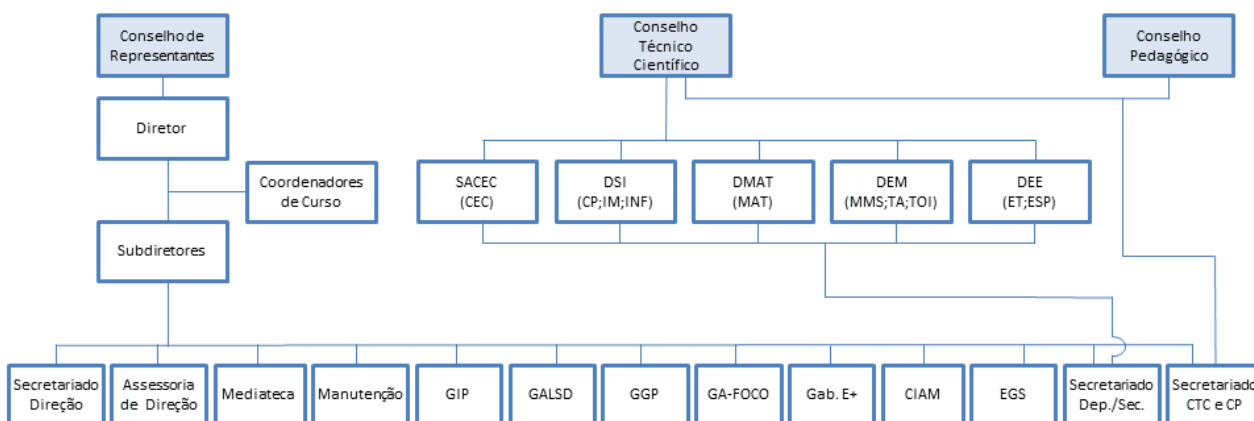 Conselho de
Representantes
Conselho
Técnico
Científico
Conselho
Pedagógico
Diretor
Coordenadores
de Curso
SACEC
(CEC)
DSI
(CP;IM;INF)
DMAT
(MAT)
DEM
(MMS;TA;TOI)
DEE
(ET;ESP)
Subdiretores
Secretariado
Direção
Assessoria
de Direção
Mediateca
Manutenção
GIP
GALSD
GGP
GA-FOCO
Gab. E+
CIAM
EGS
Secretariado
Dep./Sec.
Secretariado
CTC e CP